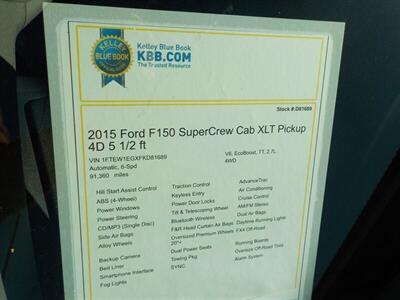 KELLEY
BLUE BOOK
Kelley Blue Book
KBB.COM
The Trusted Resource
Stock #:D81689
2015 Ford F150 SuperCrew Cab XLT Pickup
4D 5 1/2 ft
VIN 1FTEW1EGXFKD81689
Automatic, 6-Spd
91,360 miles
V6, EcoBoost, TT, 2.7L
4WD
Hill Start Assist Control
ABS (4-Wheel)
Power Windows
Power Steering
CD/MP3 (Single Disc)
Side Air Bags
Alloy Wheels
Backup Camera
Bed Liner
Smartphone Interface
Fog Lights
Traction Control
Keyless Entry
Power Door Locks
Tilt & Telescoping Wheel
Bluetooth Wireless
F&R Head Curtain Air Bags
Oversized Premium Wheels
20"+
Dual Power Seats
Towing Pkg
SYNC
AdvanceTrac
Air Conditioning
Cruise Control
AM/FM Stereo
Dual Air Bags
Daytime Running Lights
FX4 Off-Road
Running Boards
Oversize Off-Road Tires
Alarm System